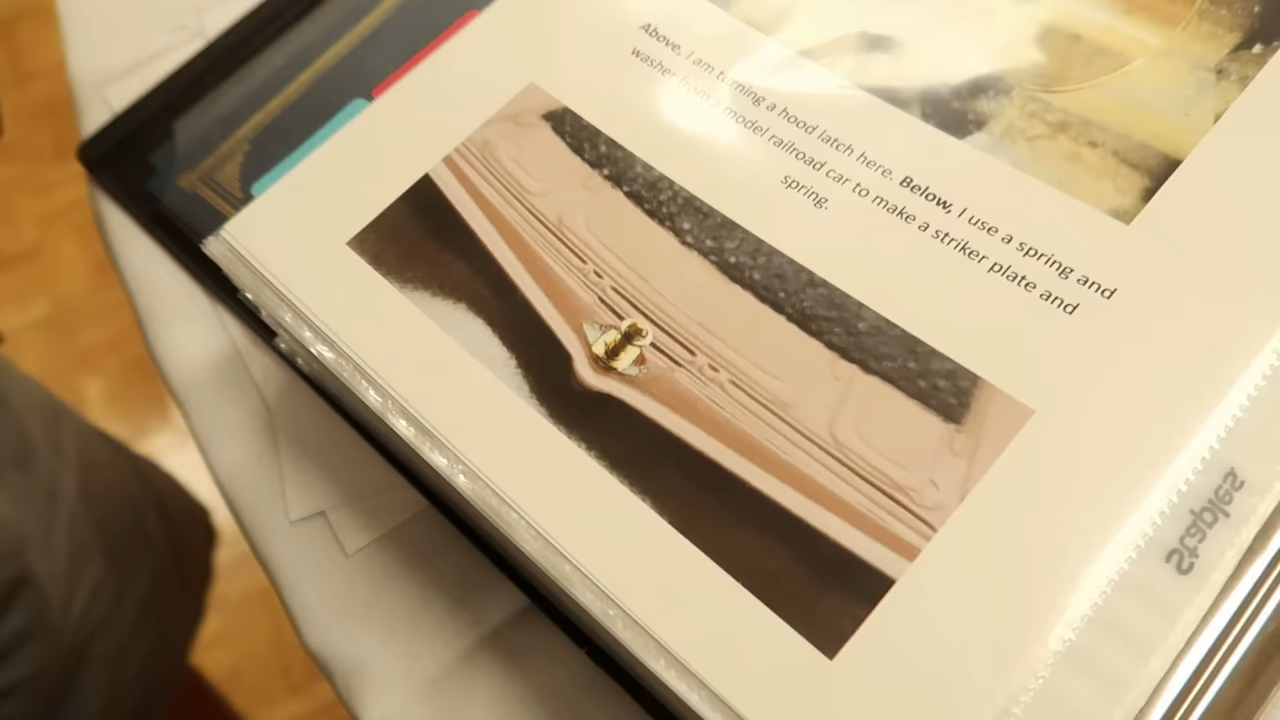 Above, I am turning a hood latch here. Below, I use a spring and
washer from a model railroad car to make a striker plate and
spring.
Staples